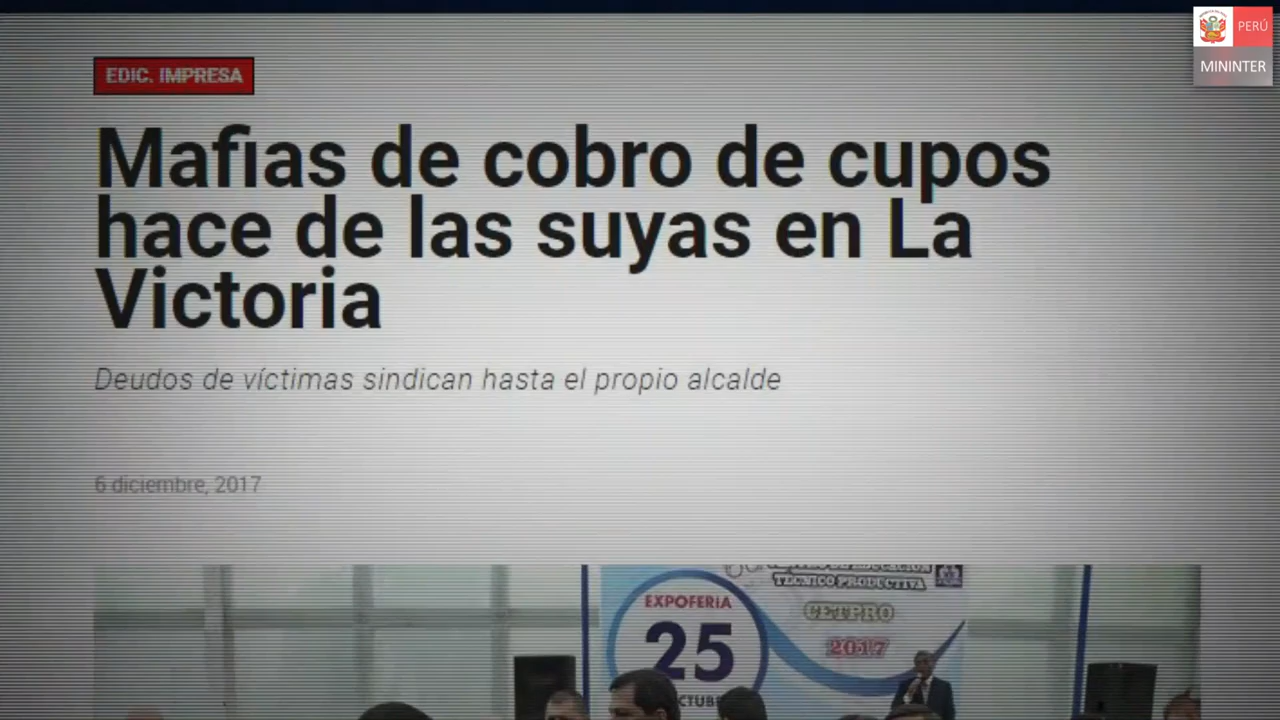 PERÚ
MININTER
EDIC. IMPRESA
Mafias de cobro de cupos
hace de las suyas en La
Victoria
Deudos de víctimas sindican hasta el propio alcalde
6 diciembre, 2017
TÉCNICO PRODUCTIVA
CETPRO
2017
EXPOFERIA
25